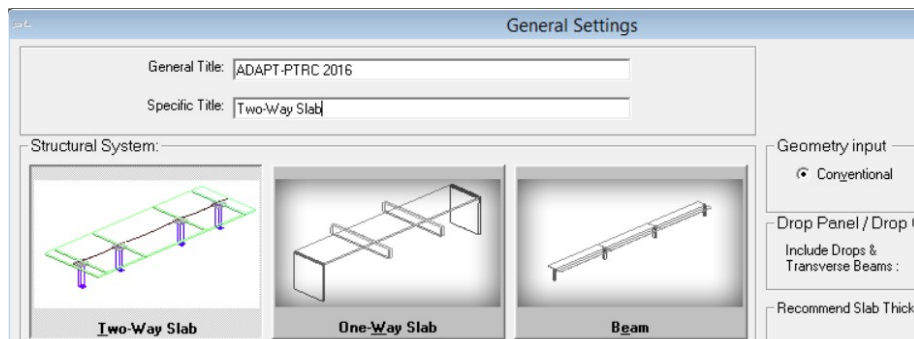 General Settings
General Title: ADAPT-PTRC 2016
Specific Title: Two-Way Slab
Structural System:
Two-Way Slab
One-Way Slab
Beam
Geometry input
Conventional
Drop Panel / Drop
Include Drops &
Transverse Beams :
Recommend Slab Thick